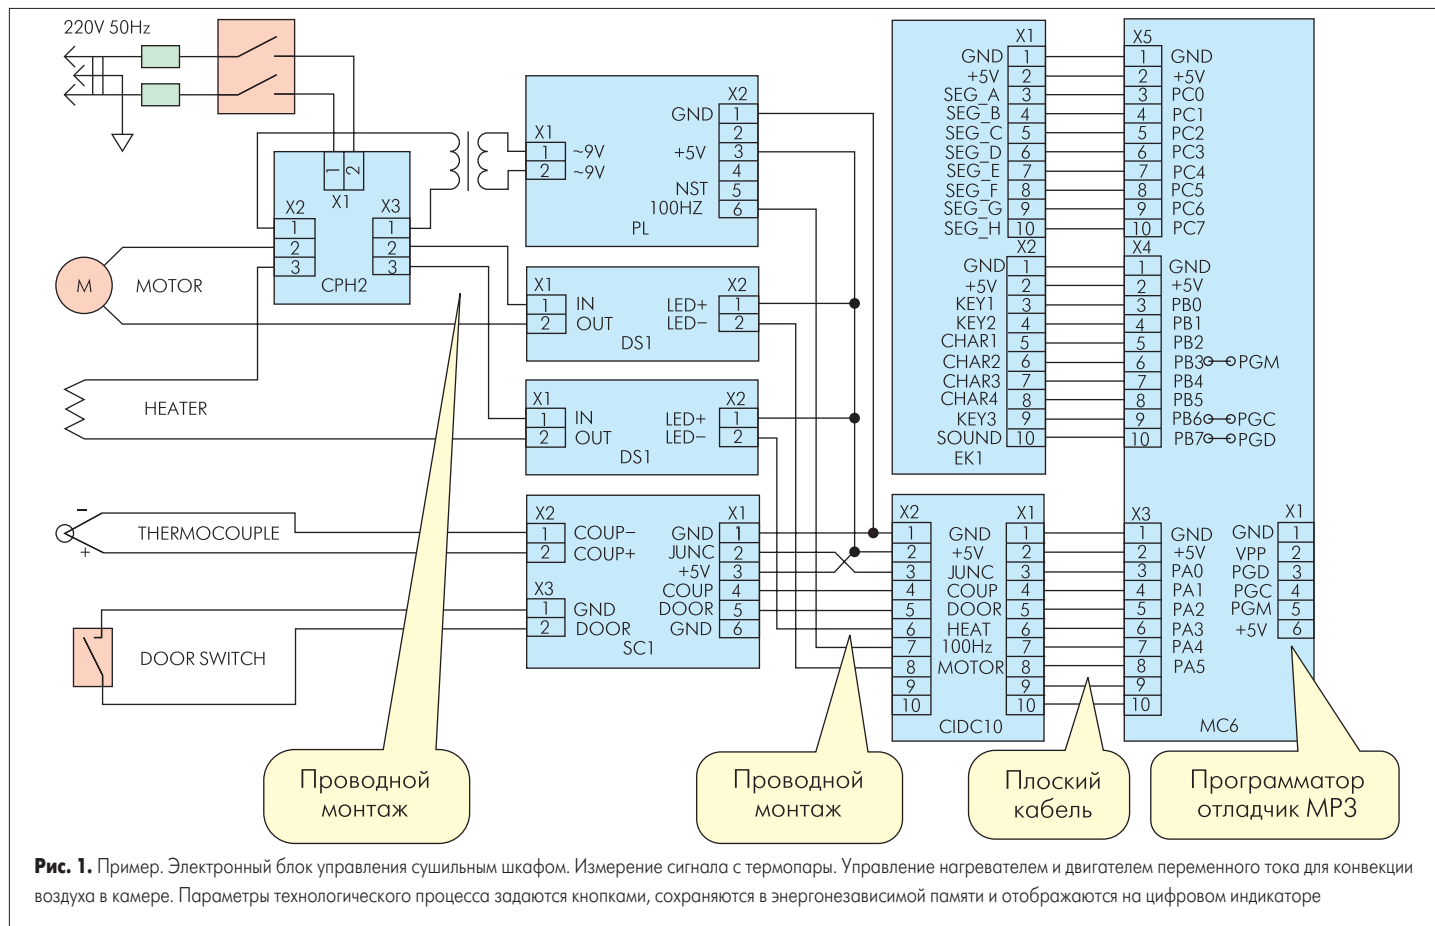 220V 50Hz
X1
1
2
X2
1
2
3
X3
1
2
3
CPH2
M
MOTOR
HEATER
THERMOCOUPLE
−
+
DOOR SWITCH
X1
1 ~9V
2 ~9V
X2
GND 1
2
+5V 3
4
NST 5
100HZ 6
PL
X1
1 IN
2 OUT
X2
LED+ 1
LED− 2
DS1
X1
1 IN
2 OUT
X2
LED+ 1
LED− 2
DS1
X2
1 COUP−
2 COUP+
X3
1 GND
2 DOOR
X1
GND 1
JUNC 2
+5V 3
COUP 4
DOOR 5
GND 6
SC1
X1
GND 1
+5V 2
SEG_A 3
SEG_B 4
SEG_C 5
SEG_D 6
SEG_E 7
SEG_F 8
SEG_G 9
SEG_H 10
X2
GND 1
+5V 2
KEY1 3
KEY2 4
CHAR1 5
CHAR2 6
CHAR3 7
CHAR4 8
KEY3 9
SOUND 10
EK1
X2 X1
1 GND 1
2 +5V 2
3 JUNC 3
4 COUP 4
5 DOOR 5
6 HEAT 6
7 100Hz 7
8 MOTOR 8
9 9
10 10
CIDC10
X5
1 GND
2 +5V
3 PC0
4 PC1
5 PC2
6 PC3
7 PC4
8 PC5
9 PC6
10 PC7
X4
1 GND
2 +5V
3 PB0
4 PB1
5 PB2
6 PB3 PGM
7 PB4
8 PB5
9 PB6 PGC
10 PB7 PGD
X3
1 GND
2 +5V
3 PA0
4 PA1
5 PA2
6 PA3
7 PA4
8 PA5
9
10
X1
GND 1
VPP 2
PGD 3
PGC 4
PGM 5
+5V 6
MC6
Проводной
монтаж
Проводной
монтаж
Плоский
кабель
Программатор
отладчик MP3
Рис. 1. Пример. Электронный блок управления сушильным шкафом. Измерение сигнала с термопары. Управление нагревателем и двигателем переменного тока для конвекции
воздуха в камере. Параметры технологического процесса задаются кнопками, сохраняются в энергонезависимой памяти и отображаются на цифровом индикаторе